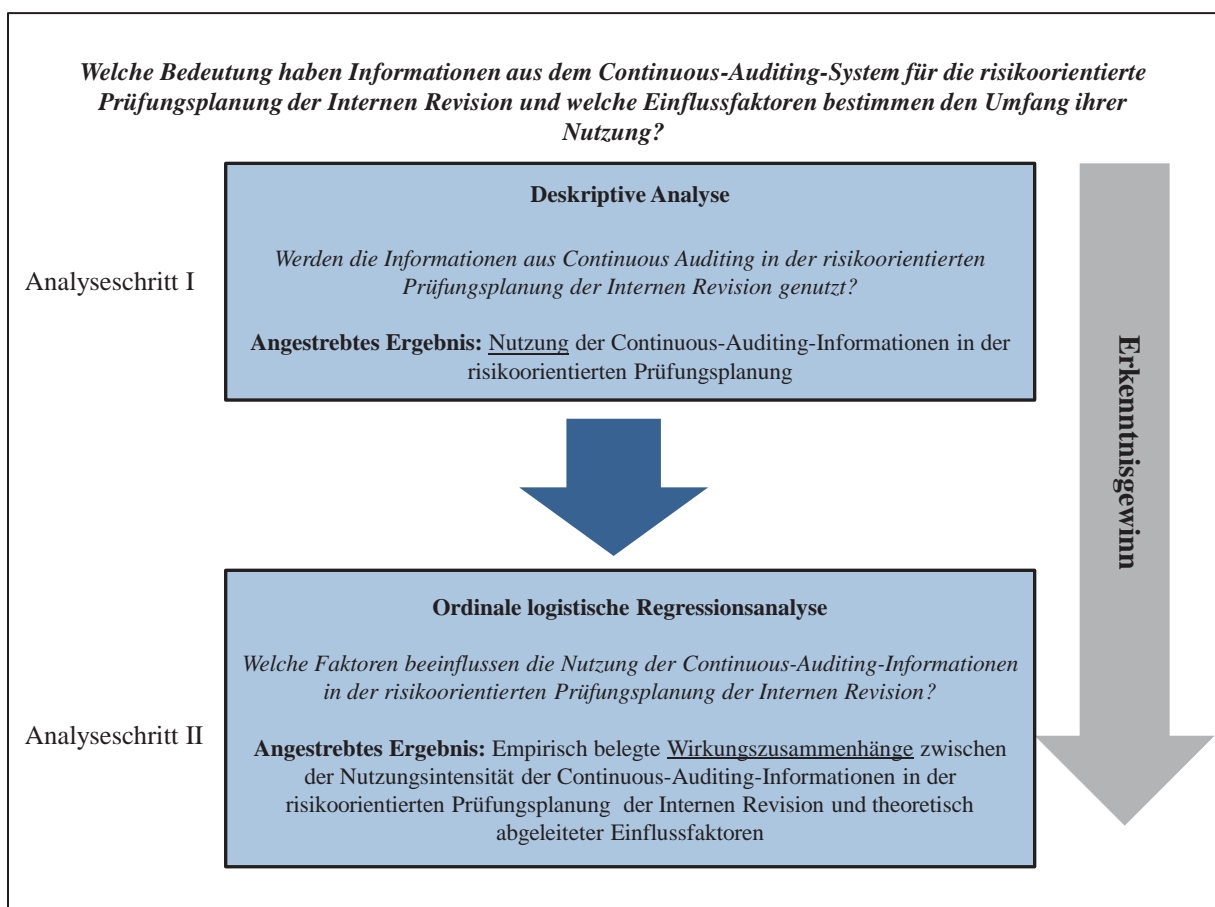 Welche Bedeutung haben Informationen aus dem Continuous-Auditing-System für die risikoorientierte
Prüfungsplanung der Internen Revision und welche Einflussfaktoren bestimmen den Umfang ihrer
Nutzung?
Deskriptive Analyse
Analyseschritt I
Werden die Informationen aus Continuous Auditing in der risikoorientierten
Prüfungsplanung der Internen Revision genutzt?
Angestrebtes Ergebnis: Nutzung der Continuous-Auditing-Informationen in der
risikoorientierten Prüfungsplanung
Erkenntnisgewinn
Ordinale logistische Regressionsanalyse
Welche Faktoren beeinflussen die Nutzung der Continuous-Auditing-Informationen
in der risikoorientierten Prüfungsplanung der Internen Revision?
Analyseschritt II
Angestrebtes Ergebnis: Empirisch belegte Wirkungszusammenhänge zwischen
der Nutzungsintensität der Continuous-Auditing-Informationen in der
risikoorientierten Prüfungsplanung der Internen Revision und theoretisch
abgeleiteter Einflussfaktoren